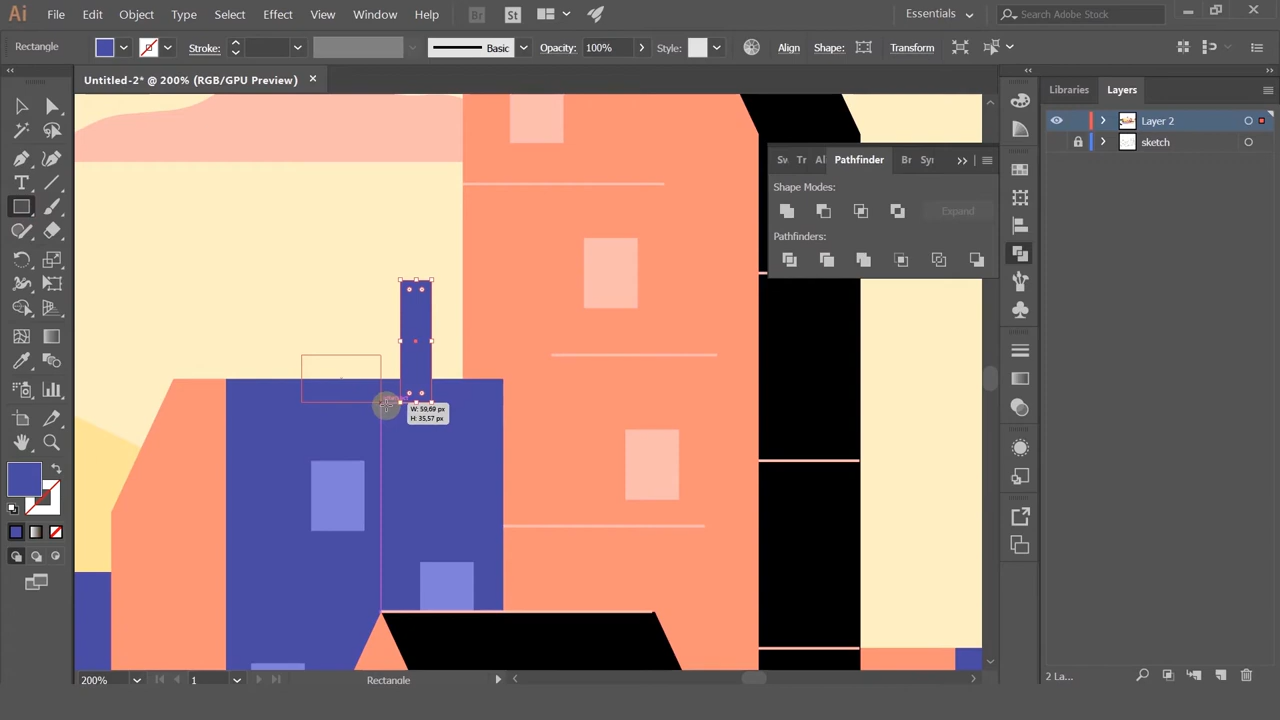 Ai File Edit Object Type Select Effect View Window Help Br St Essentials Search Adobe Stock
Rectangle Stroke: Basic Opacity: 100% Style: Align Shape: Transform
Untitled-2* @ 200% (RGB/GPU Preview)
Libraries Layers
Layer 2
sketch
Pathfinder Br
Shape Modes:
Expand
Pathfinders:
W: 59,69 px
H: 35,57 px
200% 1 Rectangle
2 La...